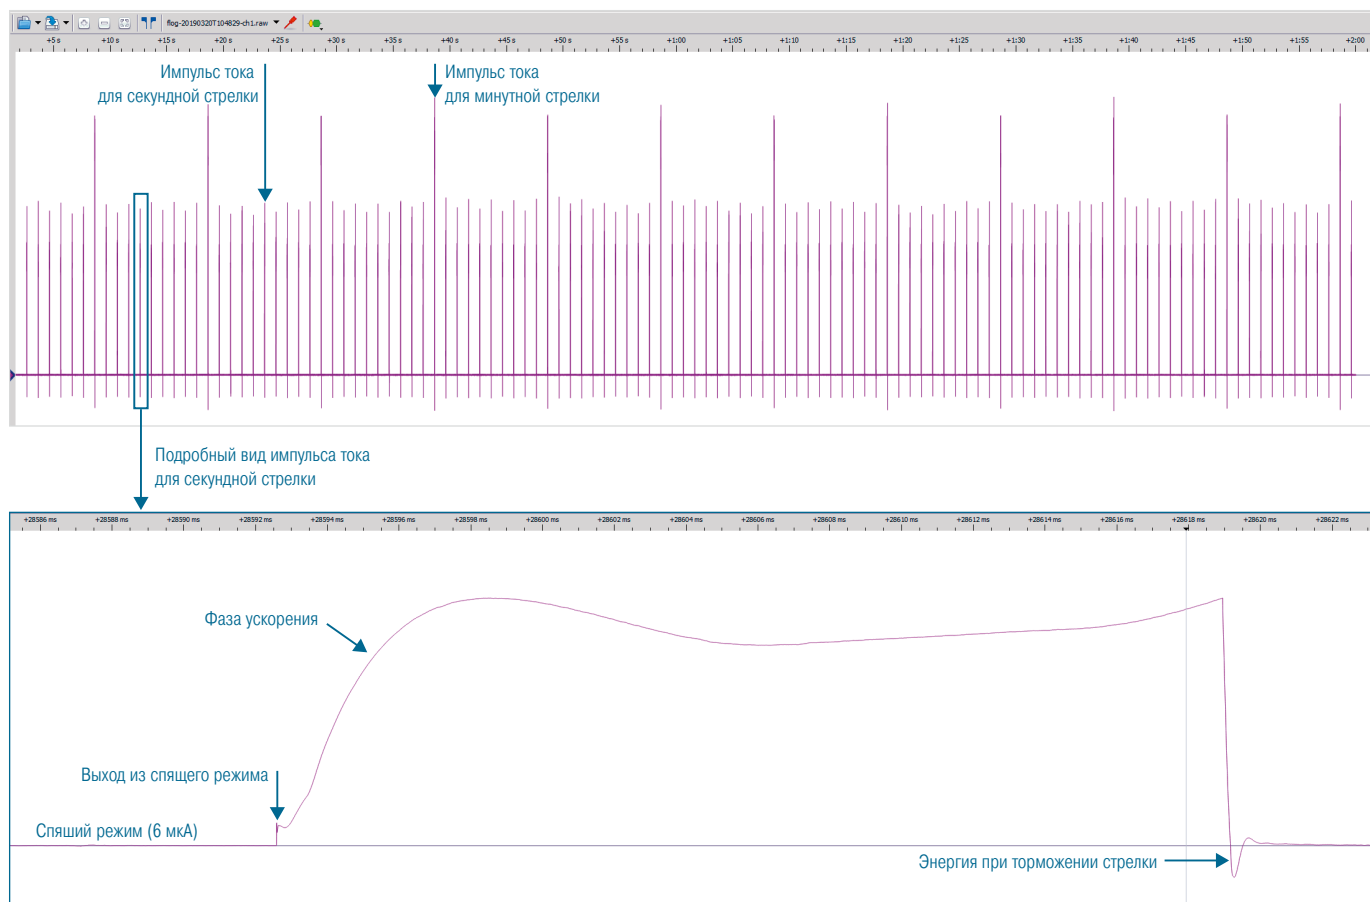 flog-20190320T104829-ch1.raw
+5 s +10 s +15 s +20 s +25 s +30 s +35 s +40 s +45 s +50 s +55 s +1:00 +1:05 +1:10 +1:15 +1:20 +1:25 +1:30 +1:35 +1:40 +1:45 +1:50 +1:55 +2:00
Импульс тока
для секундной стрелки
Импульс тока
для минутной стрелки
Подробный вид импульса тока
для секундной стрелки
+28586 ms +28588 ms +28590 ms +28592 ms +28594 ms +28596 ms +28598 ms +28600 ms +28602 ms +28604 ms +28606 ms +28608 ms +28610 ms +28612 ms +28614 ms +28616 ms +28618 ms +28620 ms +28622 ms
Фаза ускорения
Выход из спящего режима
Спяший режим (6 мкА)
Энергия при торможении стрелки